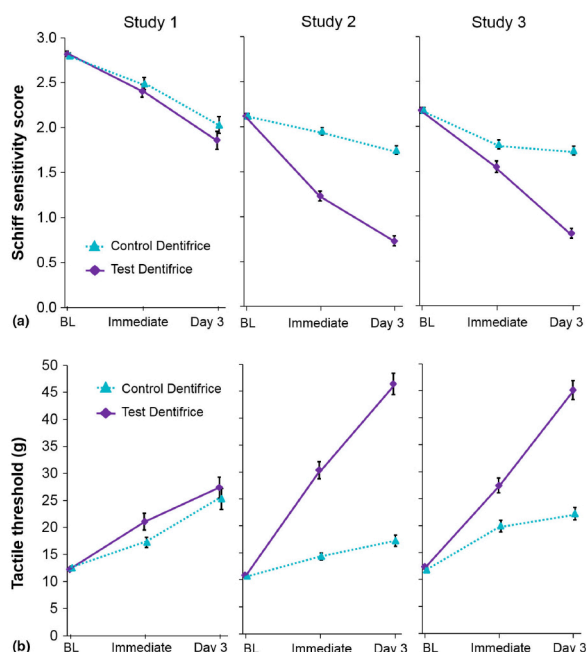 Study 1 Study 2 Study 3
Schiff sensitivity score
3.0
2.5
2.0
1.5
1.0
0.5
0.0
Control Dentifrice
Test Dentifrice
(a)
BL Immediate Day 3 BL Immediate Day 3 BL Immediate Day 3
Tactile threshold (g)
50
45
40
35
30
25
20
15
10
5
0
Control Dentifrice
Test Dentifrice
(b)
BL Immediate Day 3 BL Immediate Day 3 BL Immediate Day 3